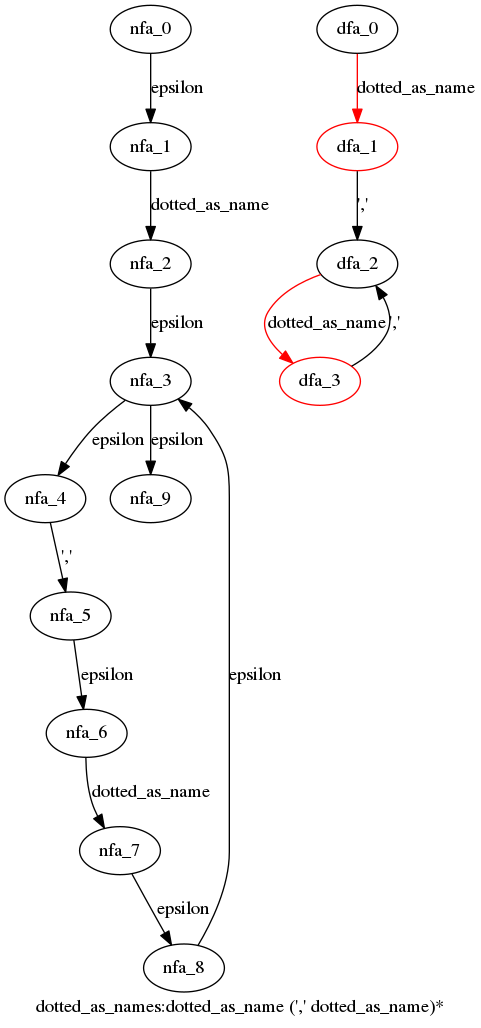 nfa_0
dfa_0
epsilon
dotted_as_name
nfa_1
dfa_1
dotted_as_name
','
nfa_2
dfa_2
epsilon
dotted_as_name
','
nfa_3
dfa_3
epsilon
epsilon
nfa_4
nfa_9
','
nfa_5
epsilon
epsilon
nfa_6
dotted_as_name
nfa_7
epsilon
nfa_8
dotted_as_names:dotted_as_name (',' dotted_as_name)*